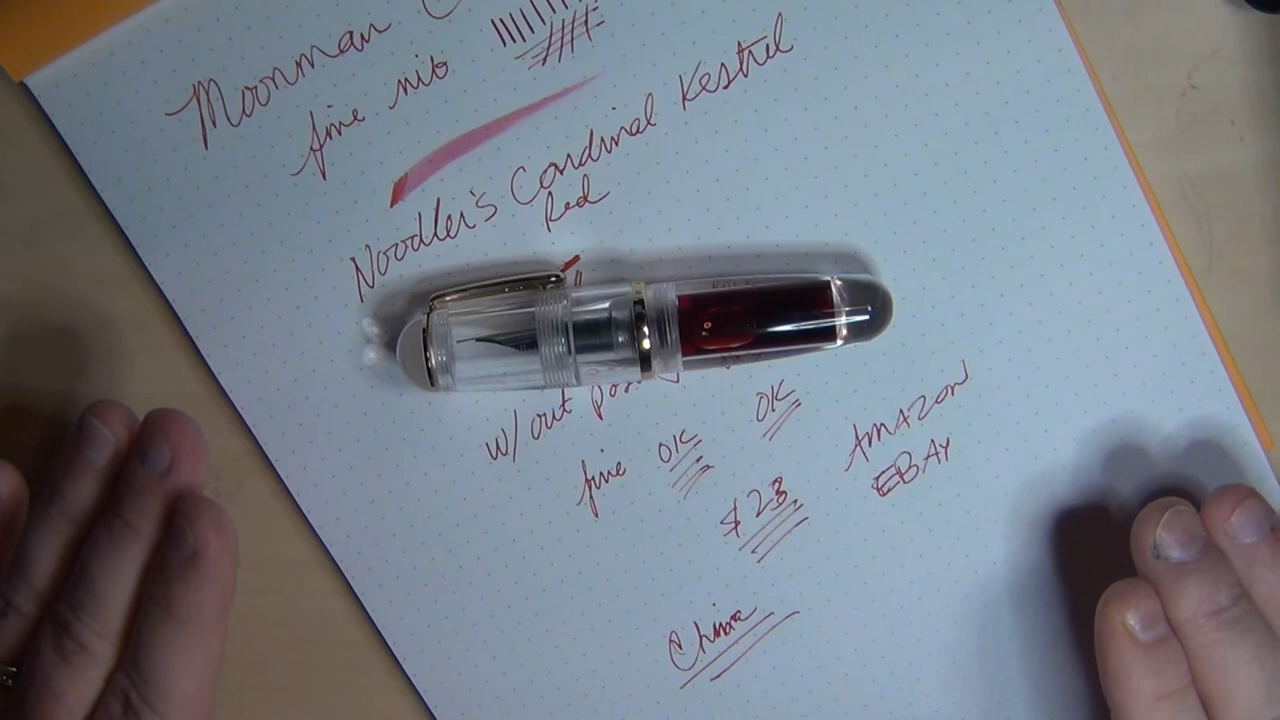 Moonman C
fine nib
Noodler's Cardinal Kestrel
Red
w/out
fine OK OK
$23
AMAZON
EBAY
China